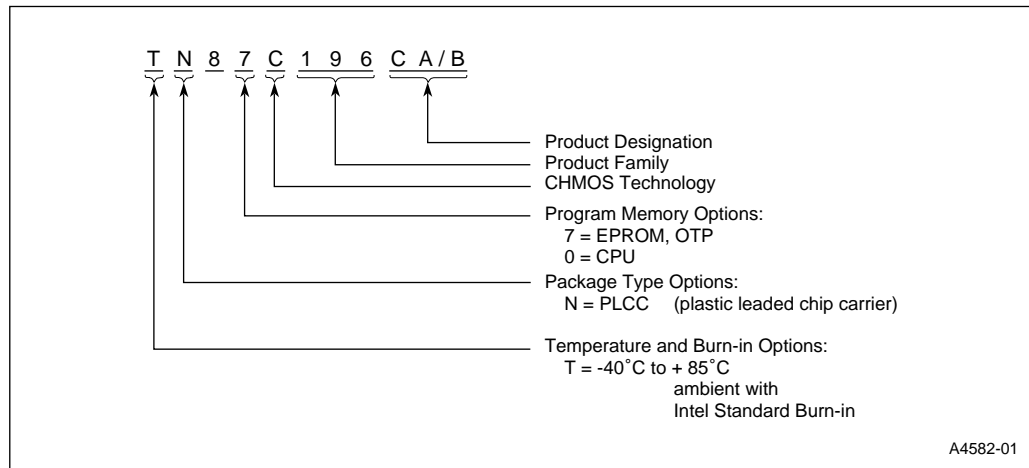 T N 8 7 C 1 9 6 C A / B
Product Designation
Product Family
CHMOS Technology
Program Memory Options:
7 = EPROM, OTP
0 = CPU
Package Type Options:
N = PLCC (plastic leaded chip carrier)
Temperature and Burn-in Options:
T = -40˚C to + 85˚C
ambient with
Intel Standard Burn-in
A4582-01